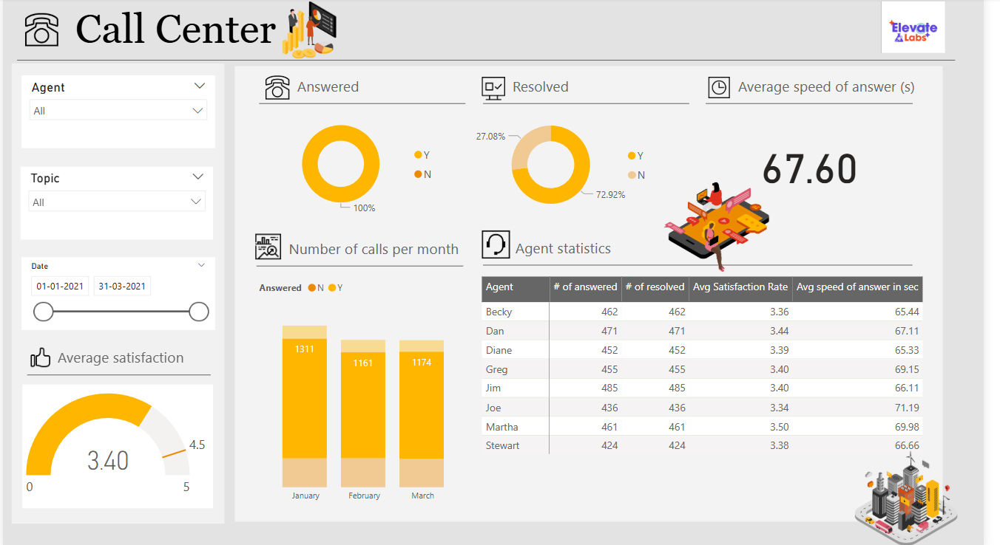 Call Center
Elevate
Labs
Agent
All
Topic
All
Date
01-01-2021 31-03-2021
Average satisfaction
3.40
4.5
0 5
Answered
Y
N
100%
Resolved
27.08%
Y
N
72.92%
Average speed of answer (s)
67.60
Number of calls per month
Answered N Y
1311 1161 1174
January February March
Agent statistics
Agent # of answered # of resolved Avg Satisfaction Rate Avg speed of answer in sec
Becky 462 462 3.36 65.44
Dan 471 471 3.44 67.11
Diane 452 452 3.39 65.33
Greg 455 455 3.40 69.15
Jim 485 485 3.40 66.11
Joe 436 436 3.34 71.19
Martha 461 461 3.50 69.98
Stewart 424 424 3.38 66.66